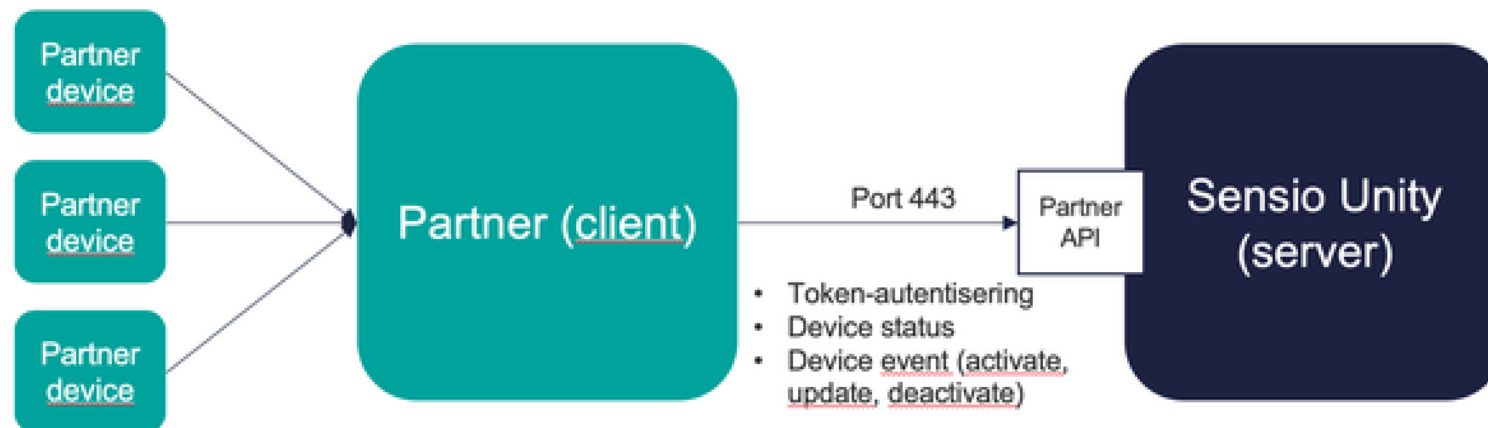 Partner
device
Partner
device
Partner
device
Partner (client)
Port 443
• Token-autentisering
• Device status
• Device event (activate,
update, deactivate)
Partner
API
Sensio Unity
(server)